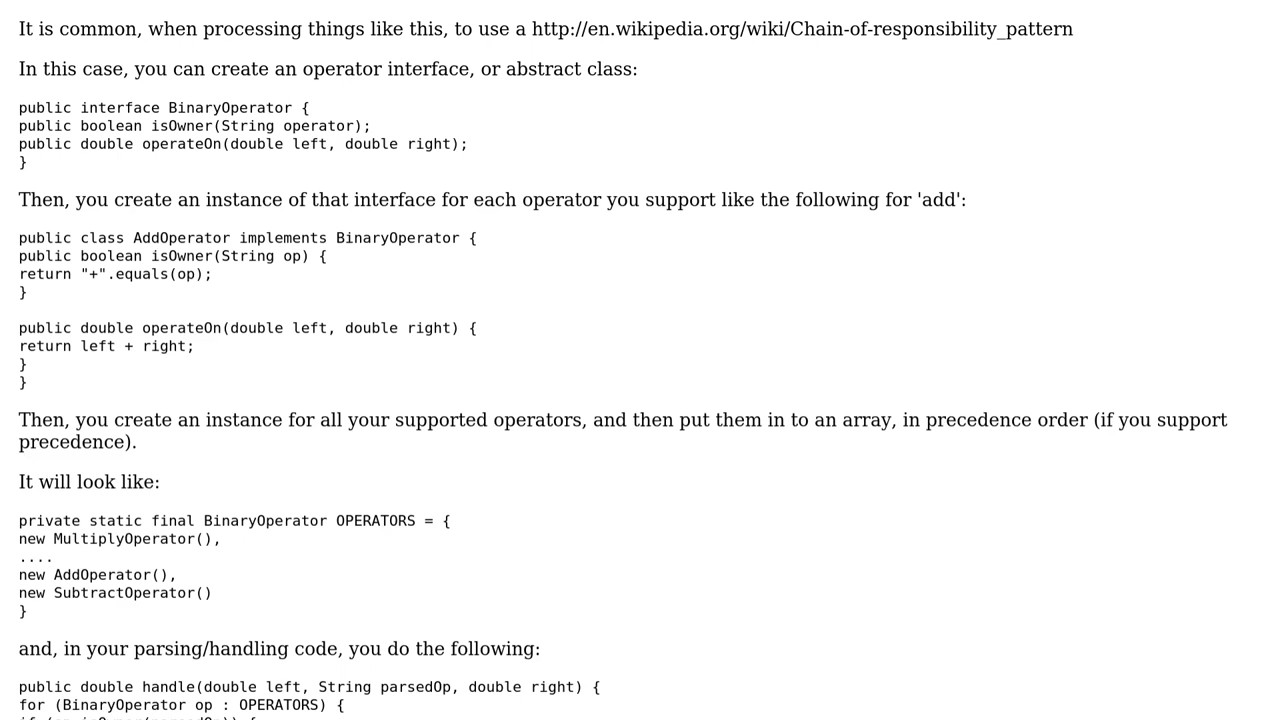 It is common, when processing things like this, to use a http://en.wikipedia.org/wiki/Chain-of-responsibility_pattern
In this case, you can create an operator interface, or abstract class:
public interface BinaryOperator {
public boolean isOwner(String operator);
public double operateOn(double left, double right);
}
Then, you create an instance of that interface for each operator you support like the following for 'add':
public class AddOperator implements BinaryOperator {
public boolean isOwner(String op) {
return "+".equals(op);
}
public double operateOn(double left, double right) {
return left + right;
}
}
Then, you create an instance for all your supported operators, and then put them in to an array, in precedence order (if you support
precedence).
It will look like:
private static final BinaryOperator OPERATORS = {
new MultiplyOperator(),
....
new AddOperator(),
new SubtractOperator()
}
and, in your parsing/handling code, you do the following:
public double handle(double left, String parsedOp, double right) {
for (BinaryOperator op : OPERATORS) {
if (op.isOwner(parsedOp)) {